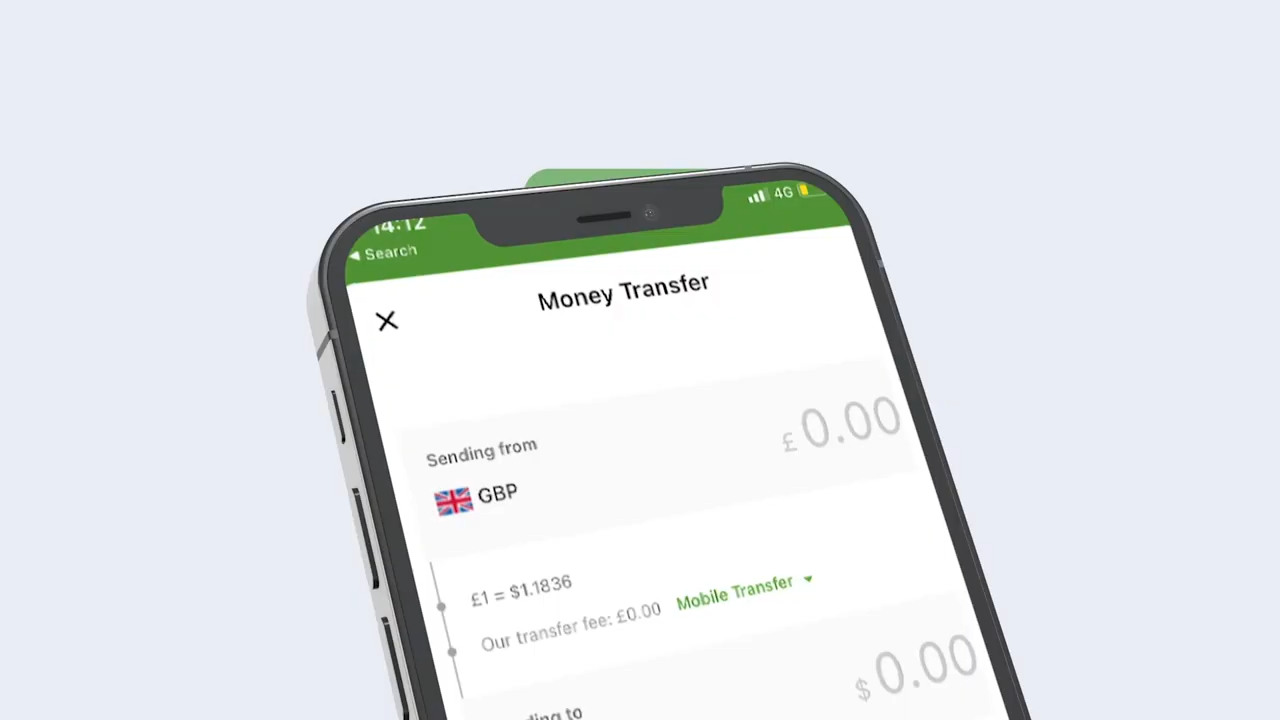 14:12
4G
◀ Search
Money Transfer
Sending from
£ 0.00
GBP
£1 = $1.1836
Our transfer fee: £0.00 Mobile Transfer
$ 0.00
to